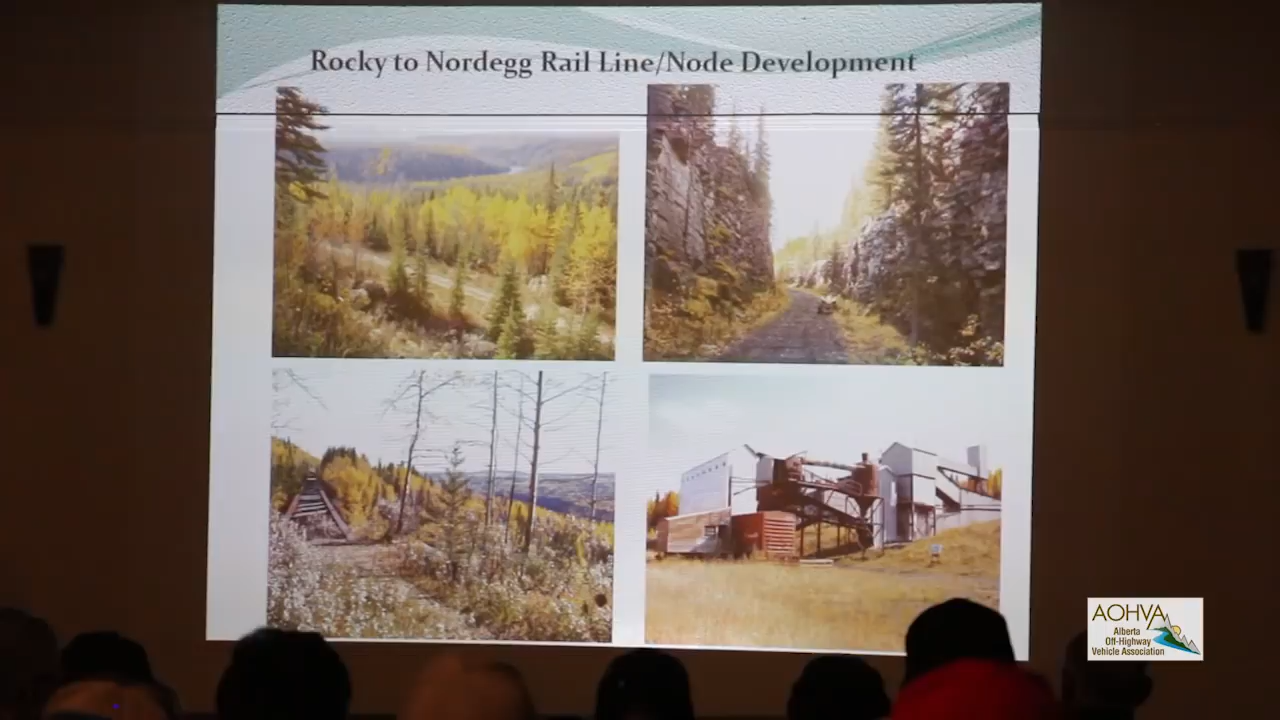 Rocky to Nordegg Rail Line/Node Development
AOHVA
Alberta
Off-Highway
Vehicle Association